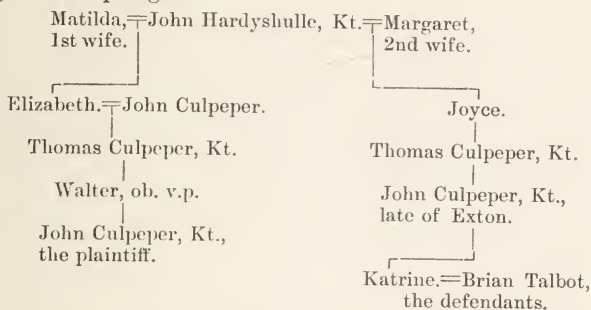 Matilda, John Hardyshulle, Kt. Margaret,
1st wife. 2nd wife.
Elizabeth. John Culpeper. Joyce.
Thomas Culpeper, Kt. Thomas Culpeper, Kt.
Walter, ob. v.p. John Culpeper, Kt.,
late of Exton.
John Culpeper, Kt.,
the plaintiff.
Katrine.=Brian Talbot,
the defendants.